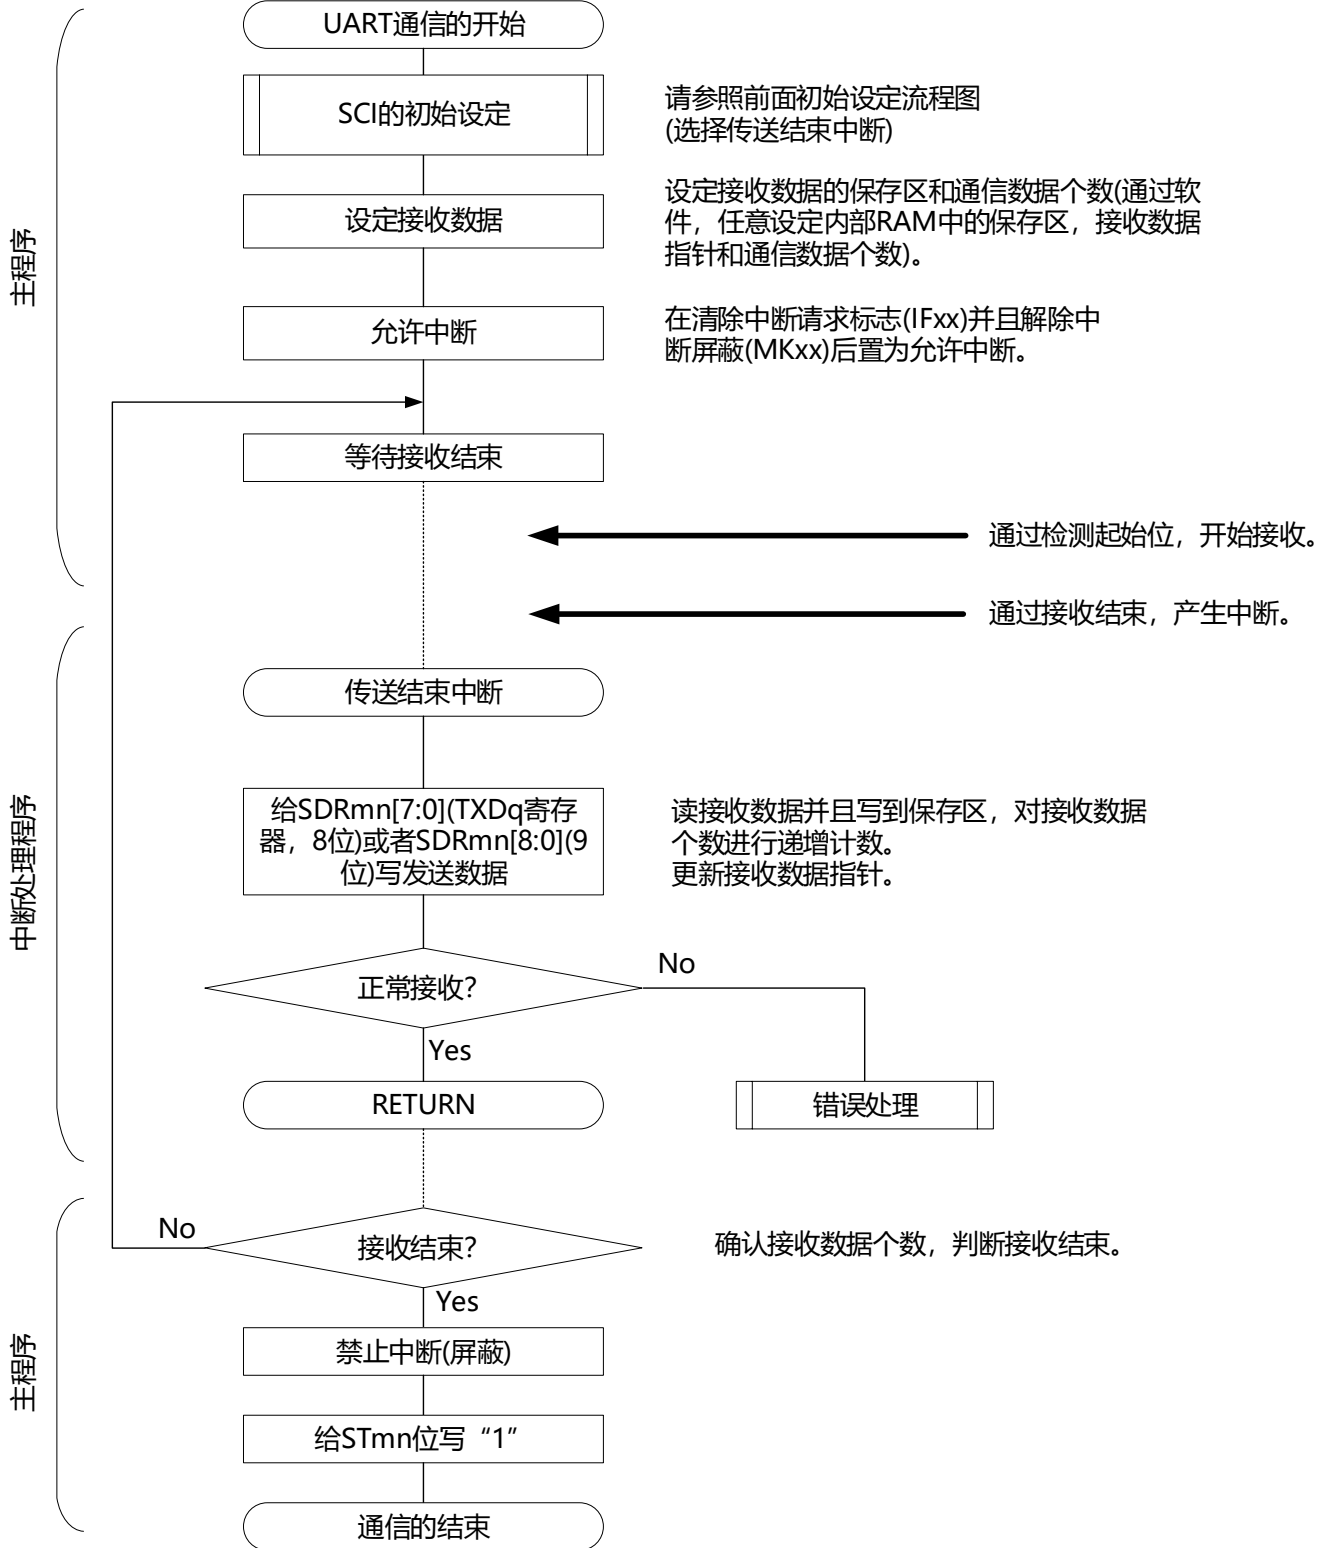 UART通信的开始
SCI的初始设定
请参照前面初始设定流程图
(选择传送结束中断)
设定接收数据
设定接收数据的保存区和通信数据个数(通过软
件，任意设定内部RAM中的保存区，接收数据
指针和通信数据个数)。
主程序
允许中断
在清除中断请求标志(IFxx)并且解除中
断屏蔽(MKxx)后置为允许中断。
等待接收结束
通过检测起始位，开始接收。
通过接收结束，产生中断。
传送结束中断
中断处理程序
给SDRmn[7:0](TXDq寄存
器，8位)或者SDRmn[8:0](9
位)写发送数据
读接收数据并且写到保存区，对接收数据
个数进行递增计数。
更新接收数据指针。
正常接收？
No
Yes
RETURN
错误处理
No
接收结束？
确认接收数据个数，判断接收结束。
Yes
主程序
禁止中断(屏蔽)
给STmn位写“1”
通信的结束